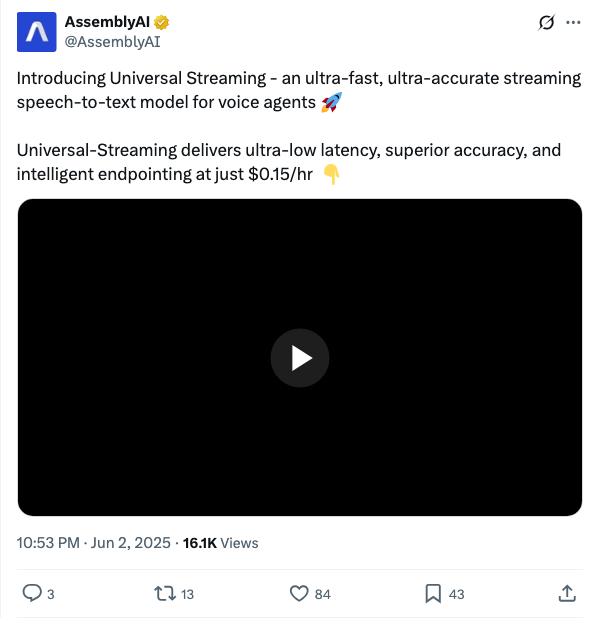 AssemblyAI
@AssemblyAI
Introducing Universal Streaming - an ultra-fast, ultra-accurate streaming
speech-to-text model for voice agents 🚀
Universal-Streaming delivers ultra-low latency, superior accuracy, and
intelligent endpointing at just $0.15/hr 👇
10:53 PM · Jun 2, 2025 · 16.1K Views
3 13 84 43